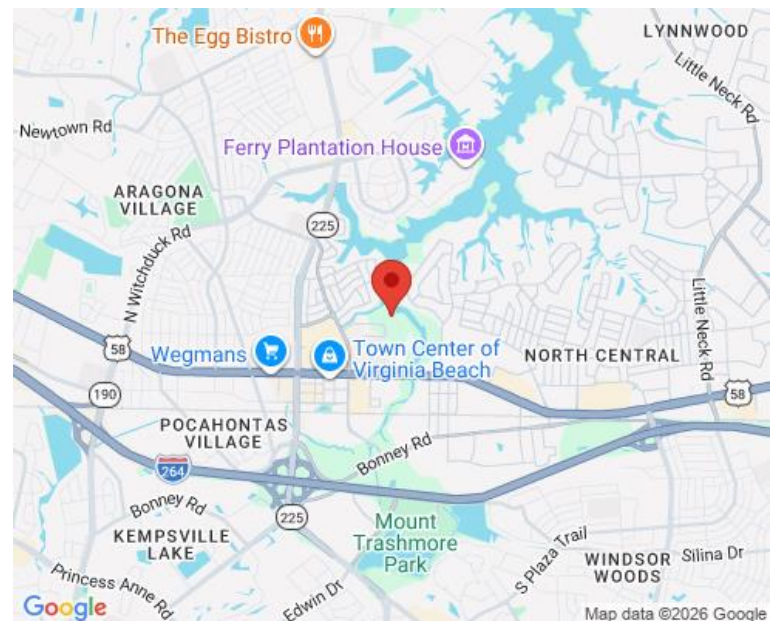 The Egg Bistro
LYNNWOOD
Little Neck Rd
Newtown Rd
Ferry Plantation House
ARAGONA
VILLAGE
225
N Witchduck Rd
Little Neck Rd
58
Wegmans
Town Center of
Virginia Beach
NORTH CENTRAL
58
190
POCAHONTAS
VILLAGE
Bonney Rd
264
Bonney Rd
225
KEMPSVILLE
LAKE
Mount
Trashmore
Park
S Plaza Trail
WINDSOR
WOODS
Silina Dr
Princess Anne Rd
Edwin Dr
Google
Map data ©2026 Google